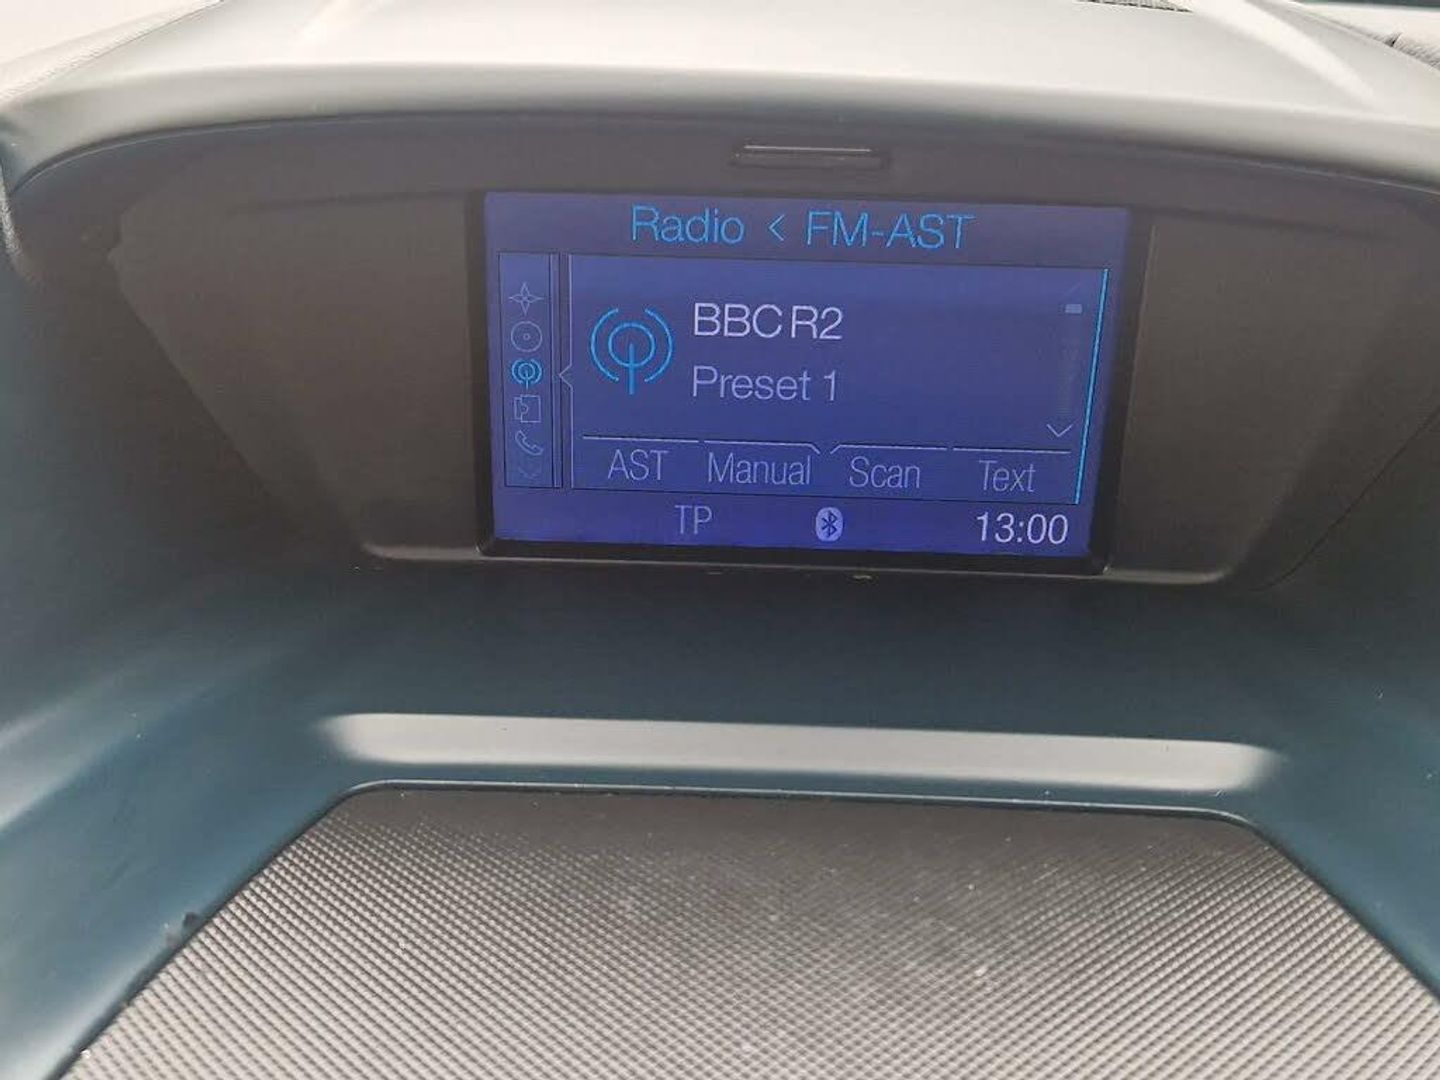 Radio < FM-AST
BBC R2
Preset 1
AST Manual Scan Text
TP 13:00